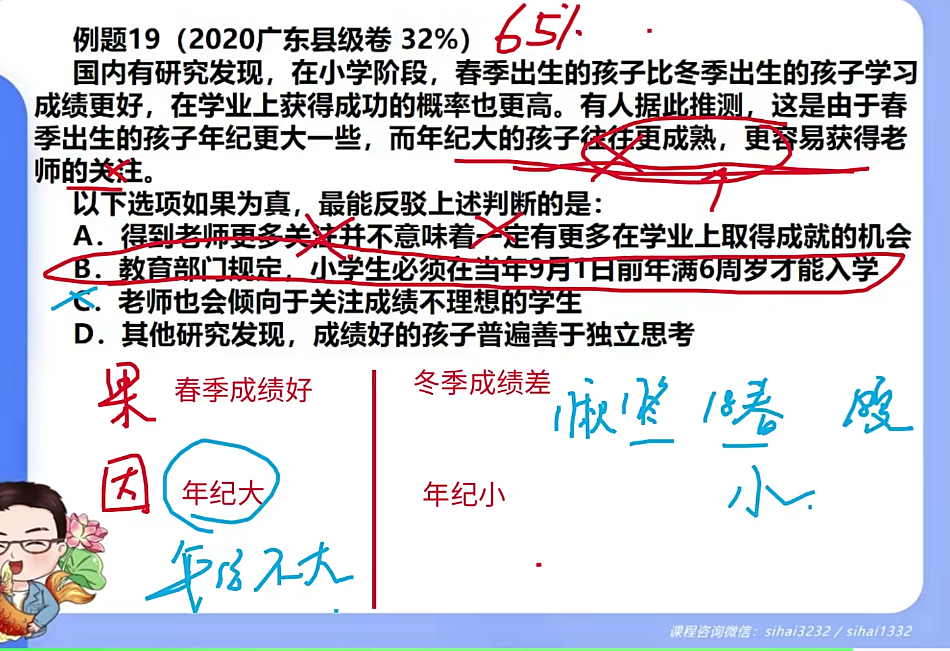 例题19（2020广东县级卷 32%） 65%
国内有研究发现，在小学阶段，春季出生的孩子比冬季出生的孩子学习
成绩更好，在学业上获得成功的概率也更高。有人据此推测，这是由于春
季出生的孩子年纪更大一些，而年纪大的孩子往往更成熟，更容易获得老
师的关注。
以下选项如果为真，最能反驳上述判断的是：
A．得到老师更多关注并不意味着一定有更多在学业上取得成就的机会
B．教育部门规定，小学生必须在当年9月1日前年满6周岁才能入学
C．老师也会倾向于关注成绩不理想的学生
D．其他研究发现，成绩好的孩子普遍善于独立思考
果 春季成绩好 冬季成绩差
18春
因 年纪大 年纪小 小
年纪不大
课程咨询微信：sihai3232 / sihai1332